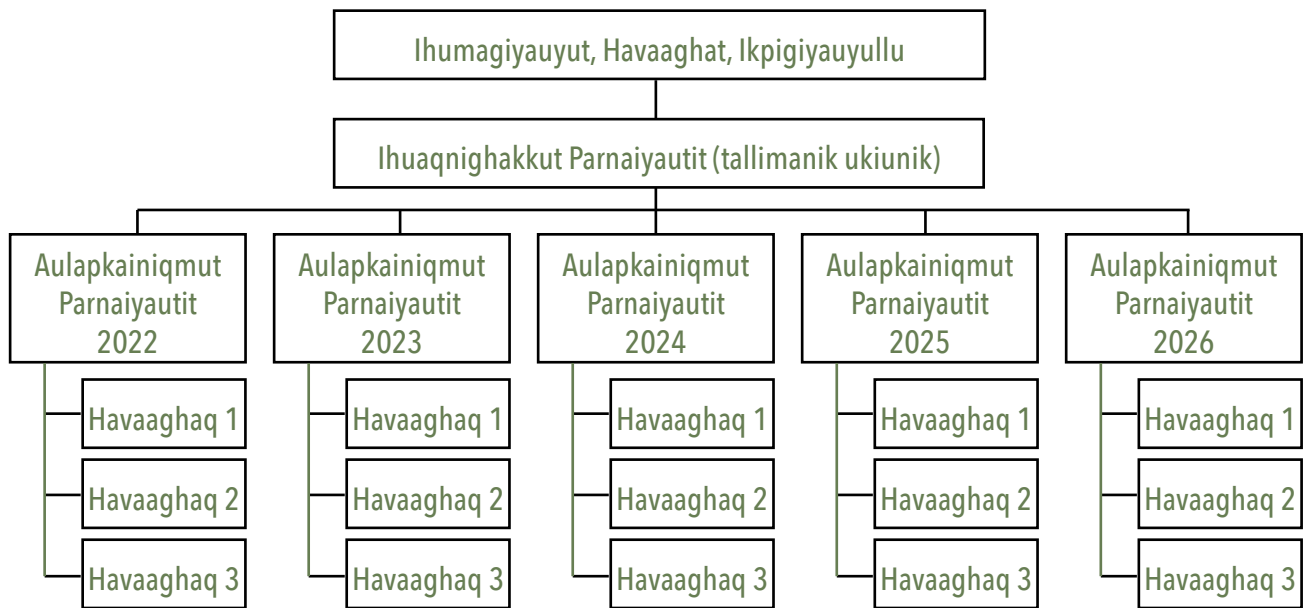 Ihumagiyauyut, Havaaghat, Ikpigiyauyullu
Ihuaqnighakkut Parnaiyautit (tallimanik ukiunik)
Aulapkainiqmut
Parnaiyautit
2022
Havaaghaq 1
Havaaghaq 2
Havaaghaq 3
Aulapkainiqmut
Parnaiyautit
2023
Havaaghaq 1
Havaaghaq 2
Havaaghaq 3
Aulapkainiqmut
Parnaiyautit
2024
Havaaghaq 1
Havaaghaq 2
Havaaghaq 3
Aulapkainiqmut
Parnaiyautit
2025
Havaaghaq 1
Havaaghaq 2
Havaaghaq 3
Aulapkainiqmut
Parnaiyautit
2026
Havaaghaq 1
Havaaghaq 2
Havaaghaq 3